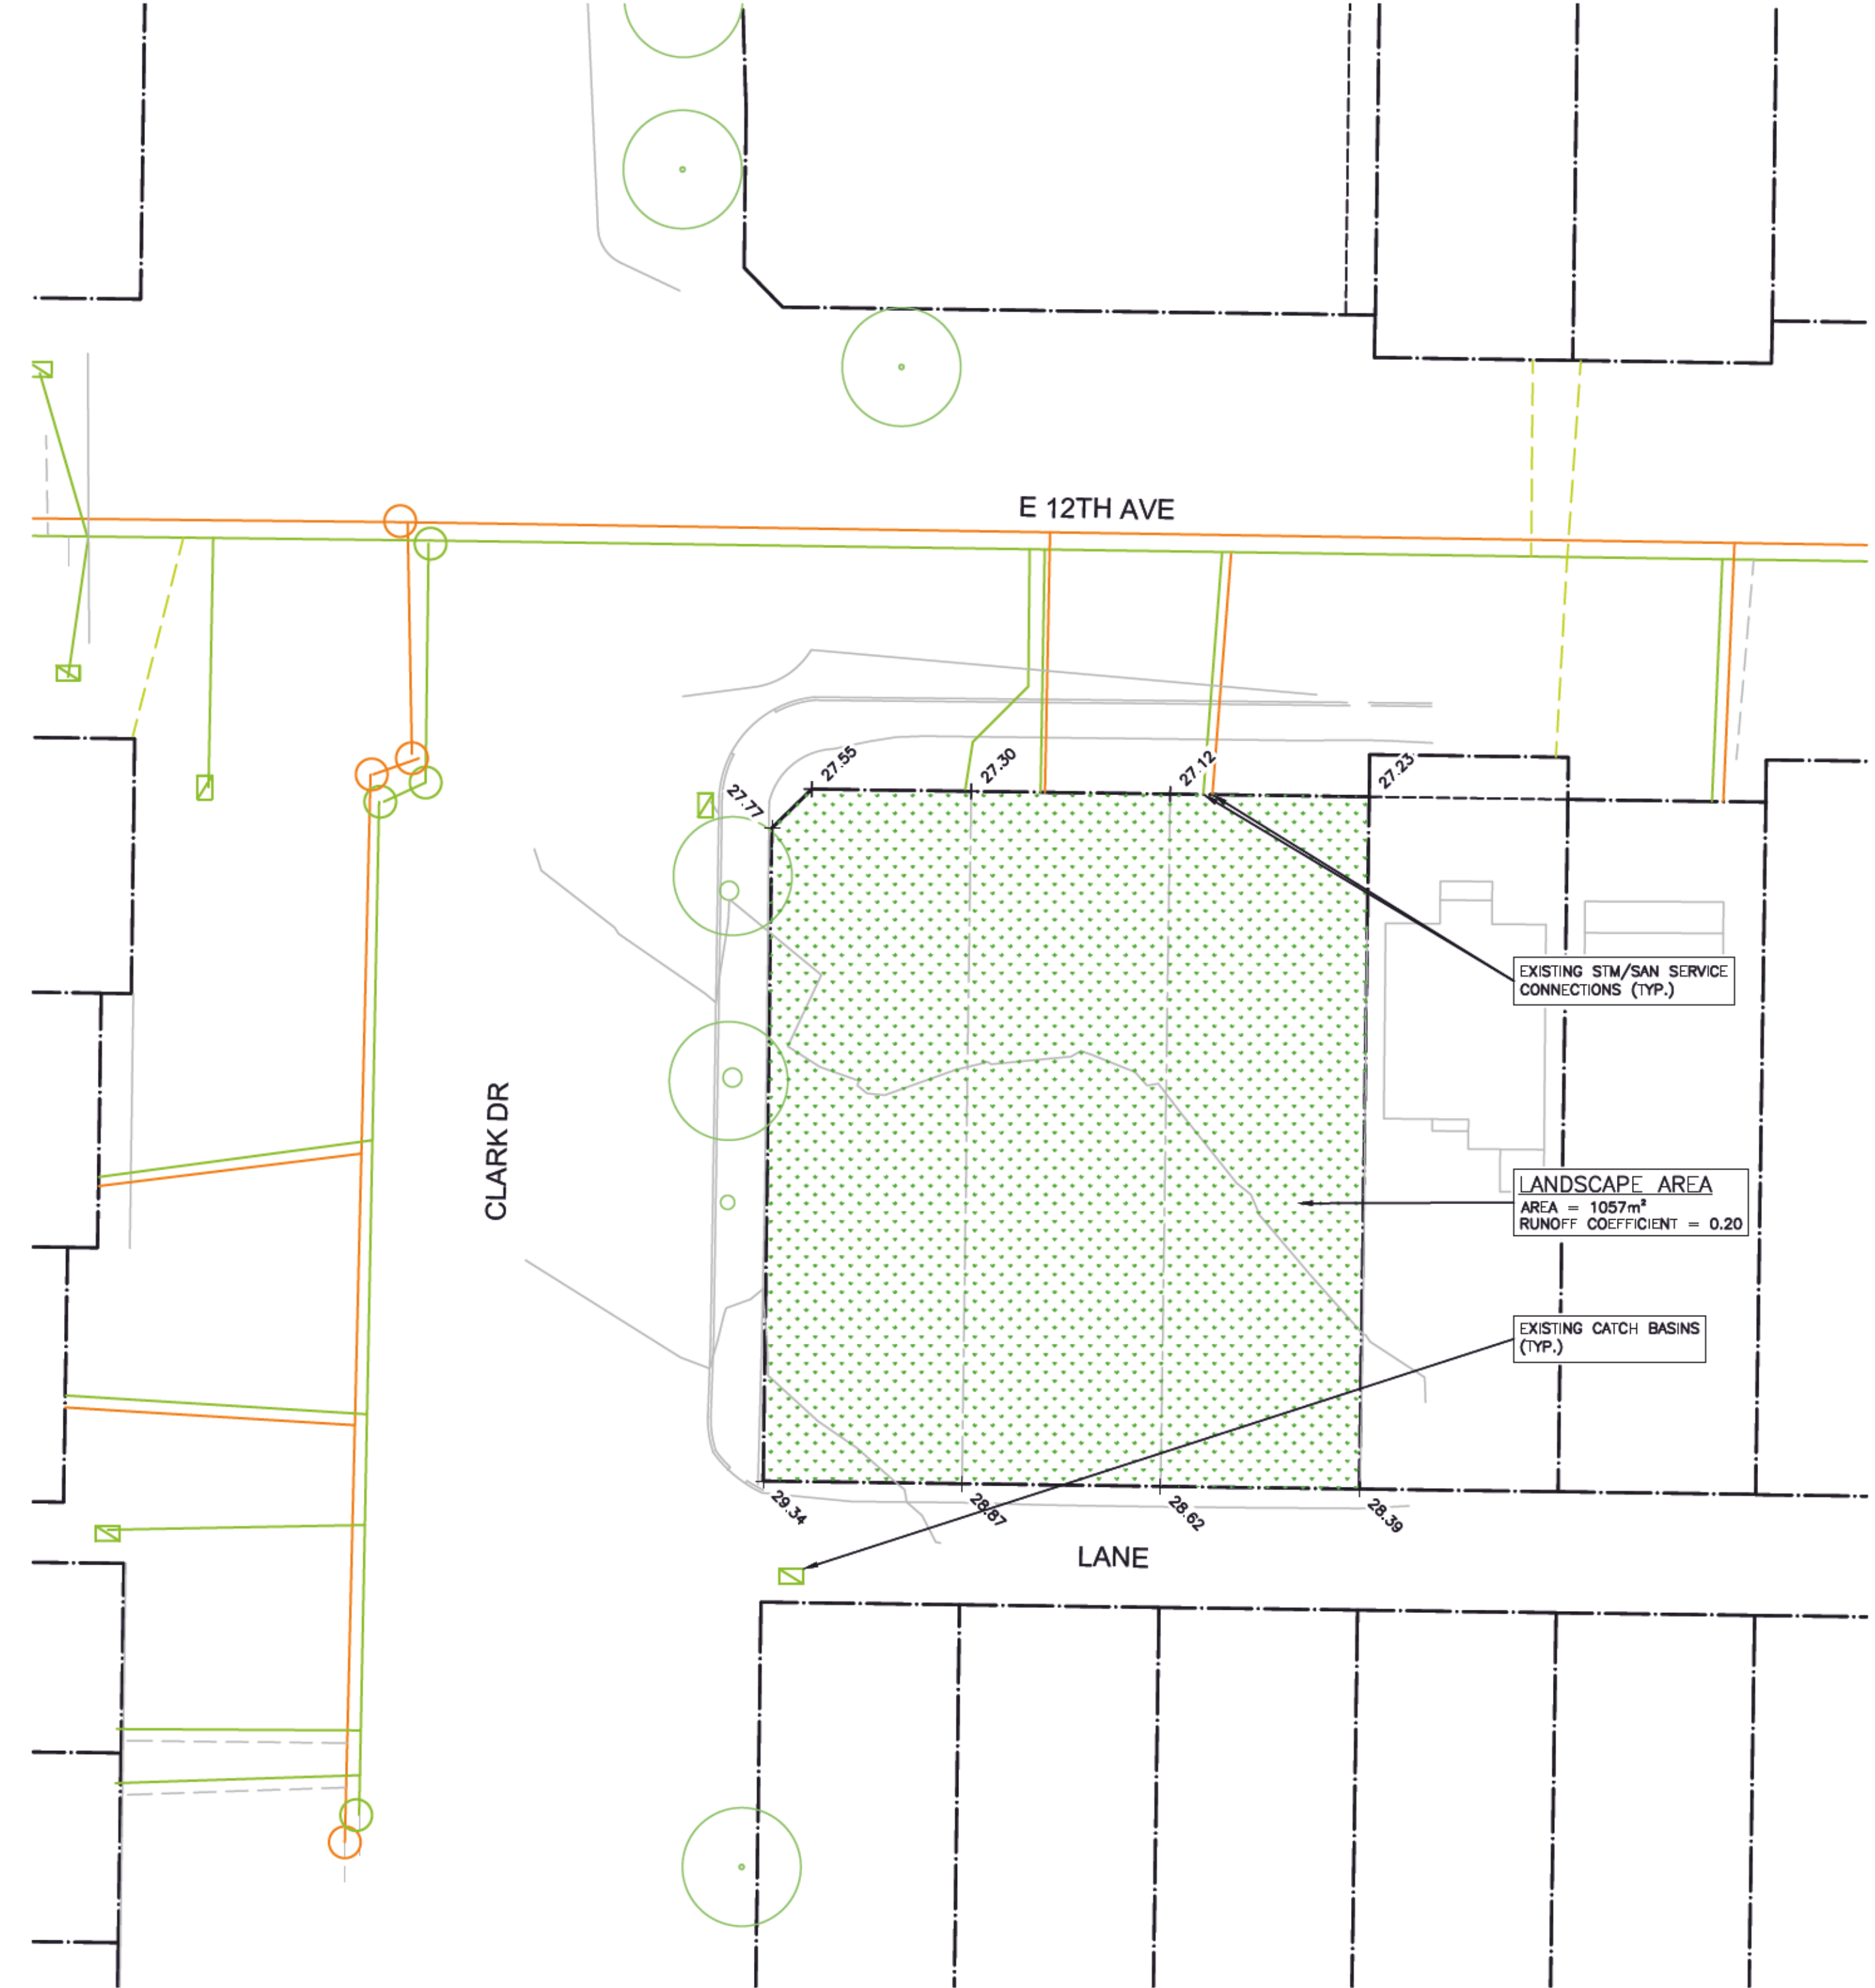 E 12TH AVE
27.77
27.55
27.30
27.12
27.23
EXISTING STM/SAN SERVICE
CONNECTIONS (TYP.)
CLARK DR
LANDSCAPE AREA
AREA = 1057m²
RUNOFF COEFFICIENT = 0.20
EXISTING CATCH BASINS
(TYP.)
29.34
28.87
28.62
28.39
LANE